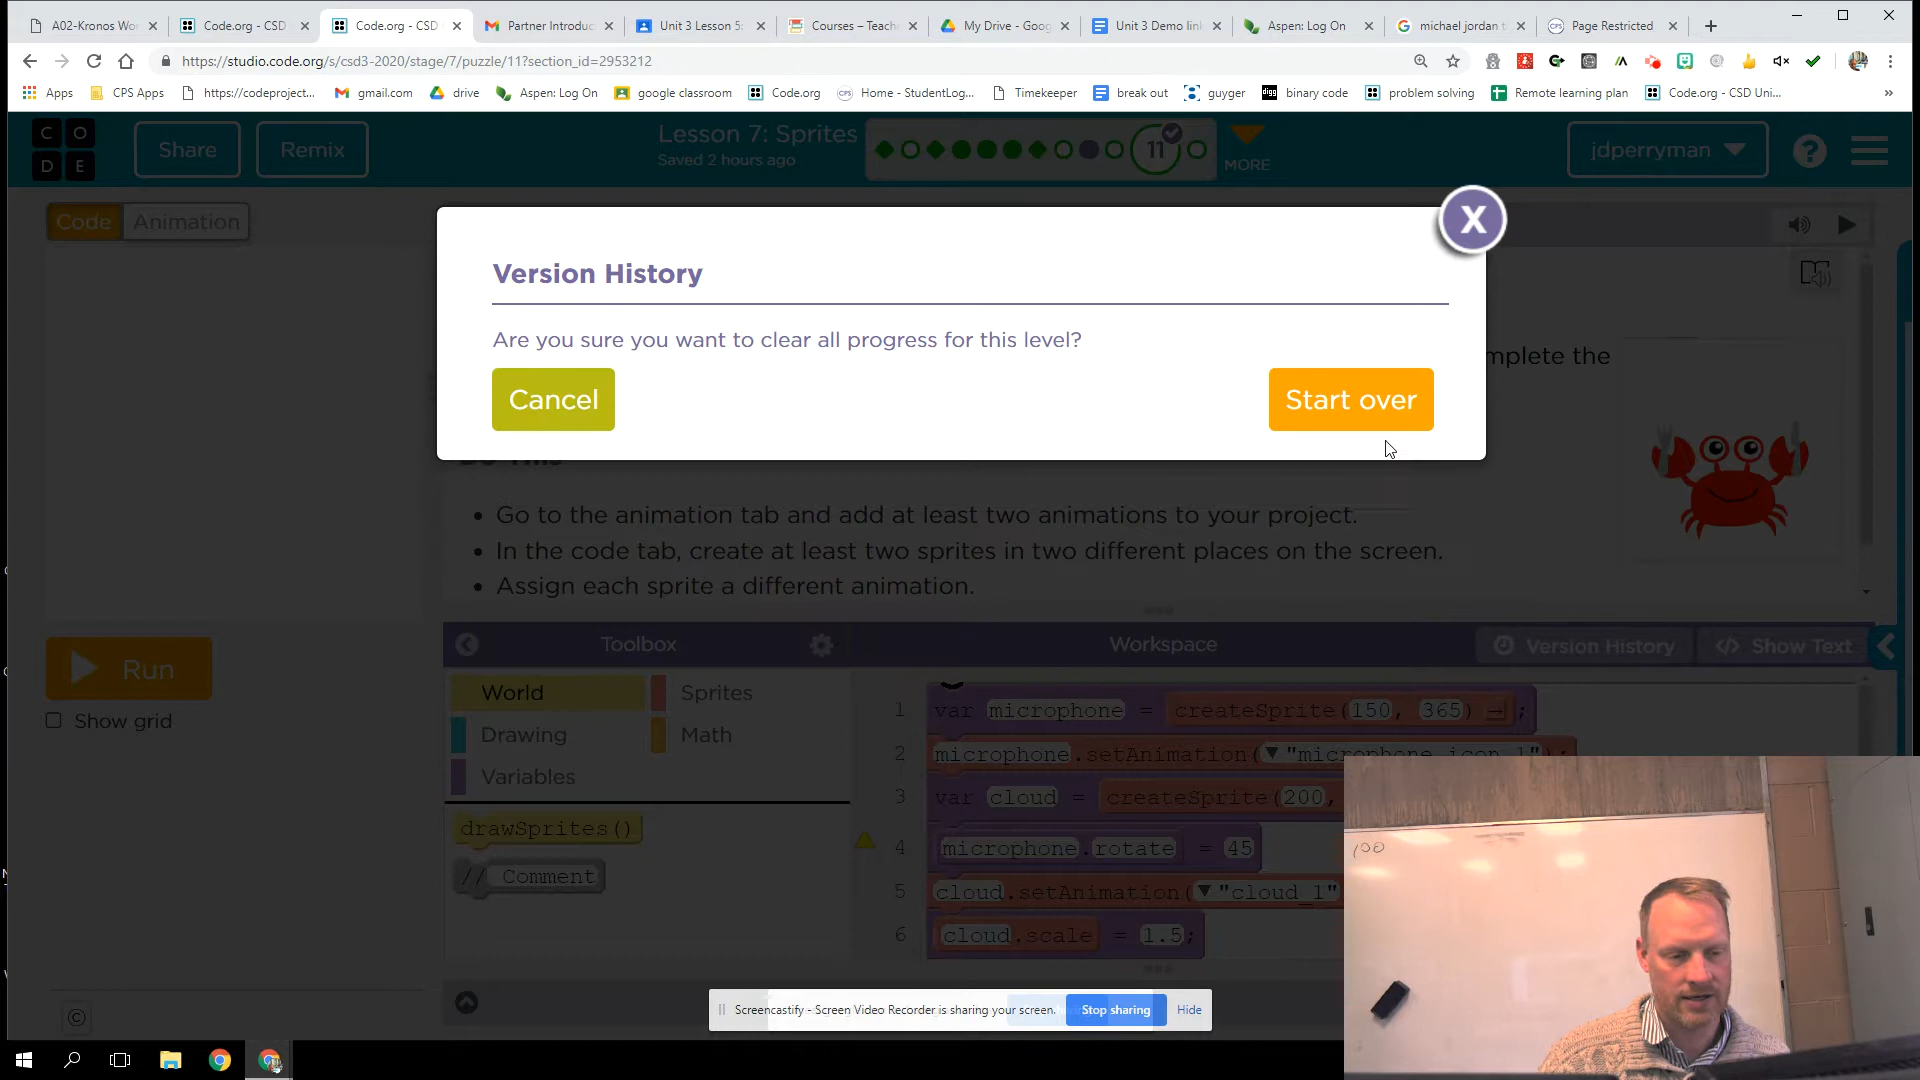 A02-Kronos Wor
Code.org - CSD
Code.org - CSD
Partner Introduc
Unit 3 Lesson 5:
Courses – Teach
My Drive - Goog
Unit 3 Demo link
Aspen: Log On
michael jordan t
Page Restricted
https://studio.code.org/s/csd3-2020/stage/7/puzzle/11?section_id=2953212
Apps
CPS Apps
https://codeproject...
gmail.com
drive
Aspen: Log On
google classroom
Code.org
Home - StudentLog...
Timekeeper
break out
guyger
binary code
problem solving
Remote learning plan
Code.org - CSD Uni...
C O
D E
Share
Remix
Lesson 7: Sprites
Saved 2 hours ago
11
MORE
jdperryman
?
Code
Animation
X
Version History
Are you sure you want to clear all progress for this level?
Cancel
Start over
mplete the
Do This
• Go to the animation tab and add at least two animations to your project.
• In the code tab, create at least two sprites in two different places on the screen.
• Assign each sprite a different animation.
Run
Show grid
Toolbox
Workspace
Version History
</> Show Text
World
Sprites
Drawing
Math
Variables
drawSprites()
// Comment
1 var microphone = createSprite(150, 365) → ;
2 microphone.setAnimation(▼"microphone_icon_1");
3 var cloud = createSprite(200,
4 microphone.rotate = 45
5 cloud.setAnimation(▼"cloud_1"
6 cloud.scale = 1.5;
100
Screencastify - Screen Video Recorder is sharing your screen.
Stop sharing
Hide
©